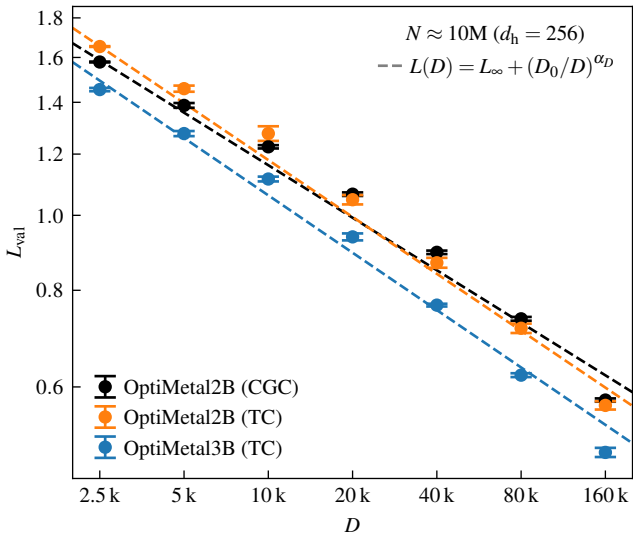 N ≈ 10M (d_h = 256)
L(D) = L_∞ + (D_0/D)^{α_D}
L_val
1.8
1.6
1.4
1.2
1.0
0.8
0.6
OptiMetal2B (CGC)
OptiMetal2B (TC)
OptiMetal3B (TC)
2.5 k
5 k
10 k
20 k
40 k
80 k
160 k
D